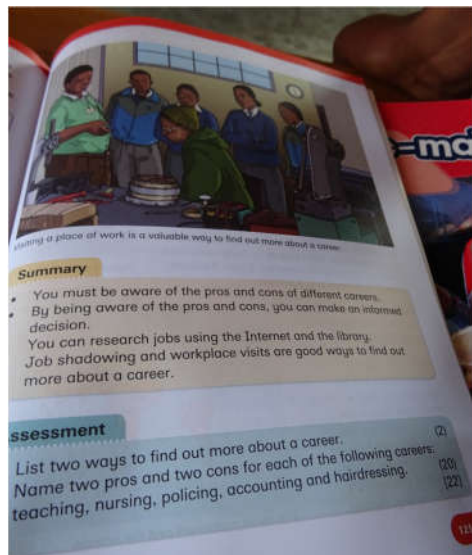 Visiting a place of work is a valuable way to find out more about a career.
Summary
• You must be aware of the pros and cons of different careers.
• By being aware of the pros and cons, you can make an informed
decision.
You can research jobs using the Internet and the library.
Job shadowing and workplace visits are good ways to find out
more about a career.
ssessment
List two ways to find out more about a career. (2)
Name two pros and two cons for each of the following careers:
teaching, nursing, policing, accounting and hairdressing. (20)
[22]
-ma